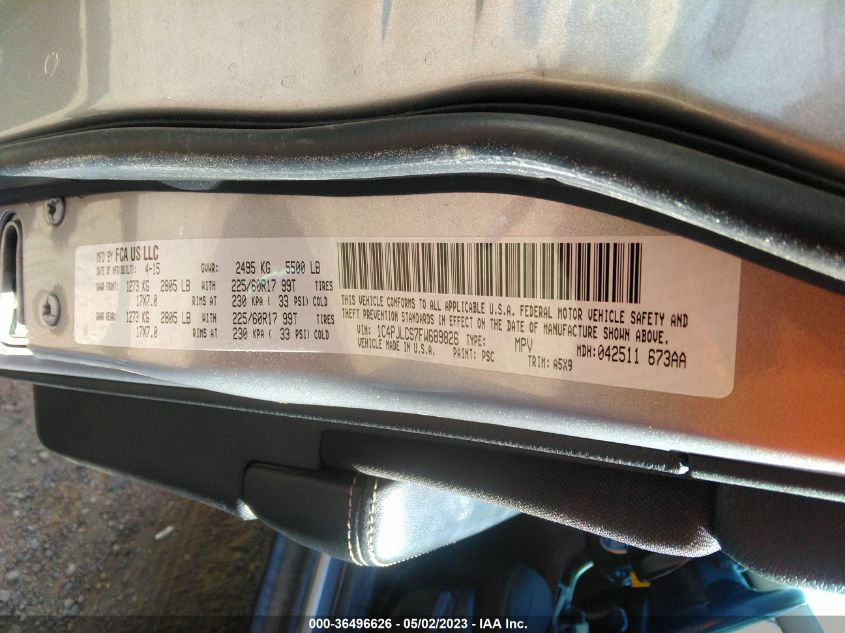 MFD BY FCA US LLC
DATE OF MFR(BUILT): 4-15 GVWR: 2495 KG 5500 LB
GAWR FRONT: 1273 KG 2805 LB WITH 225/60R17 99T TIRES
17X7.0 RIMS AT 230 KPA ( 33 PSI) COLD
GAWR REAR: 1273 KG 2805 LB WITH 225/60R17 99T TIRES
17X7.0 RIMS AT 230 KPA ( 33 PSI) COLD
THIS VEHICLE CONFORMS TO ALL APPLICABLE U.S.A. FEDERAL MOTOR VEHICLE SAFETY AND
THEFT PREVENTION STANDARDS IN EFFECT ON THE DATE OF MANUFACTURE SHOWN ABOVE.
VIN: 1C4PJLCS7FW689826 TYPE: MPV MDH: 042511 673AA
VEHICLE MADE IN U.S.A. PAINT: PSC TRIM: A5X9
000-36496626 - 05/02/2023 - IAA Inc.